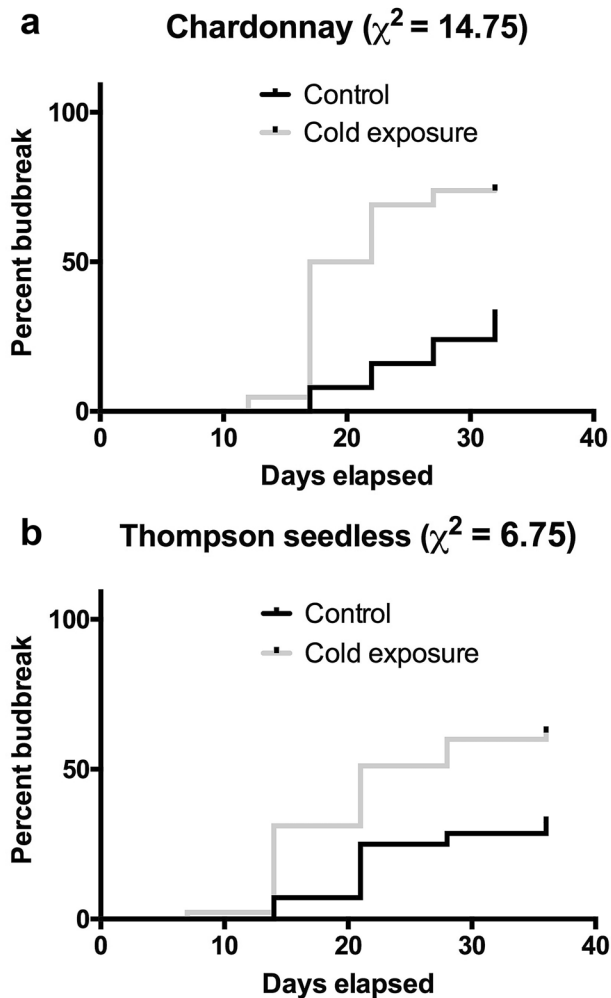 a
Chardonnay (χ² = 14.75)
Control
Cold exposure
Percent budbreak
100
50
0
0 10 20 30 40
Days elapsed
b
Thompson seedless (χ² = 6.75)
Control
Cold exposure
Percent budbreak
100
50
0
0 10 20 30 40
Days elapsed